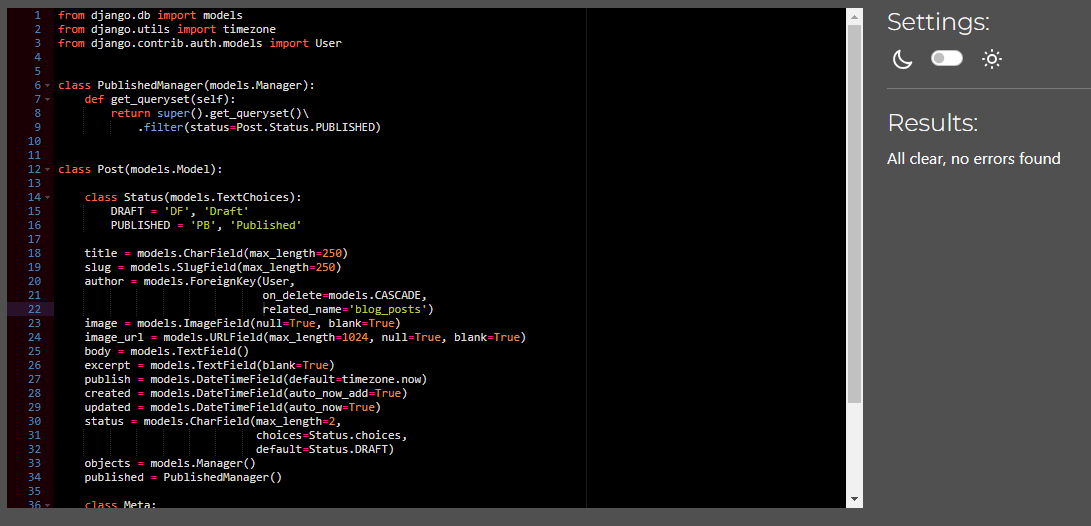 1 from django.db import models
2 from django.utils import timezone
3 from django.contrib.auth.models import User
4
5
6 class PublishedManager(models.Manager):
7     def get_queryset(self):
8         return super().get_queryset()\
9             .filter(status=Post.Status.PUBLISHED)
10
11
12 class Post(models.Model):
13
14     class Status(models.TextChoices):
15         DRAFT = 'DF', 'Draft'
16         PUBLISHED = 'PB', 'Published'
17
18     title = models.CharField(max_length=250)
19     slug = models.SlugField(max_length=250)
20     author = models.ForeignKey(User,
21                                on_delete=models.CASCADE,
22                                related_name='blog_posts')
23     image = models.ImageField(null=True, blank=True)
24     image_url = models.URLField(max_length=1024, null=True, blank=True)
25     body = models.TextField()
26     excerpt = models.TextField(blank=True)
27     publish = models.DateTimeField(default=timezone.now)
28     created = models.DateTimeField(auto_now_add=True)
29     updated = models.DateTimeField(auto_now=True)
30     status = models.CharField(max_length=2,
31                               choices=Status.choices,
32                               default=Status.DRAFT)
33     objects = models.Manager()
34     published = PublishedManager()
35
36     class Meta:
Settings:
Results:
All clear, no errors found